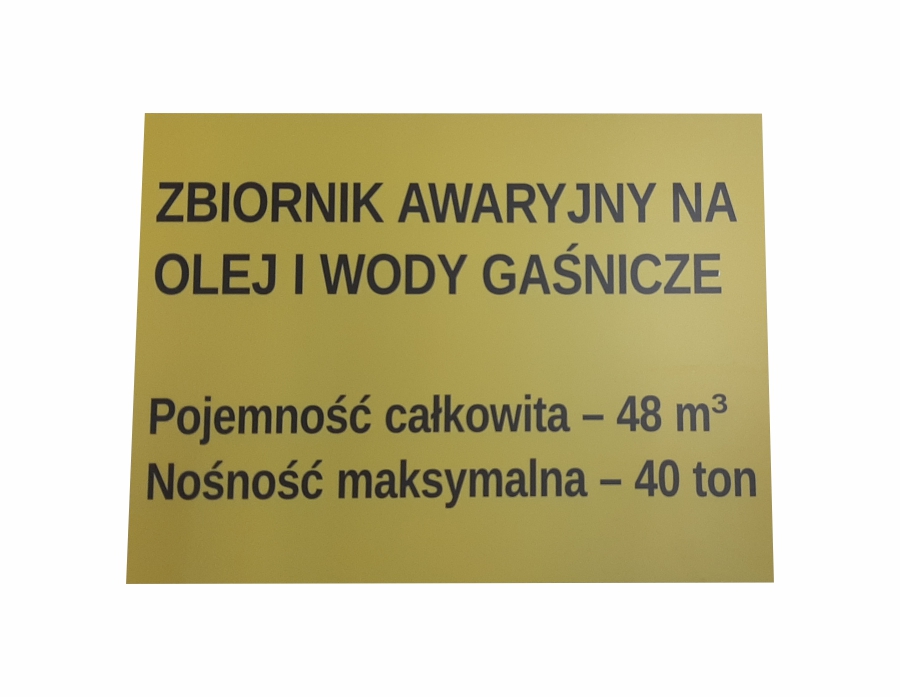 ZBIORNIK AWARYJNY NA
OLEJ I WODY GAŚNICZE
Pojemność całkowita – 48 m³
Nośność maksymalna – 40 ton